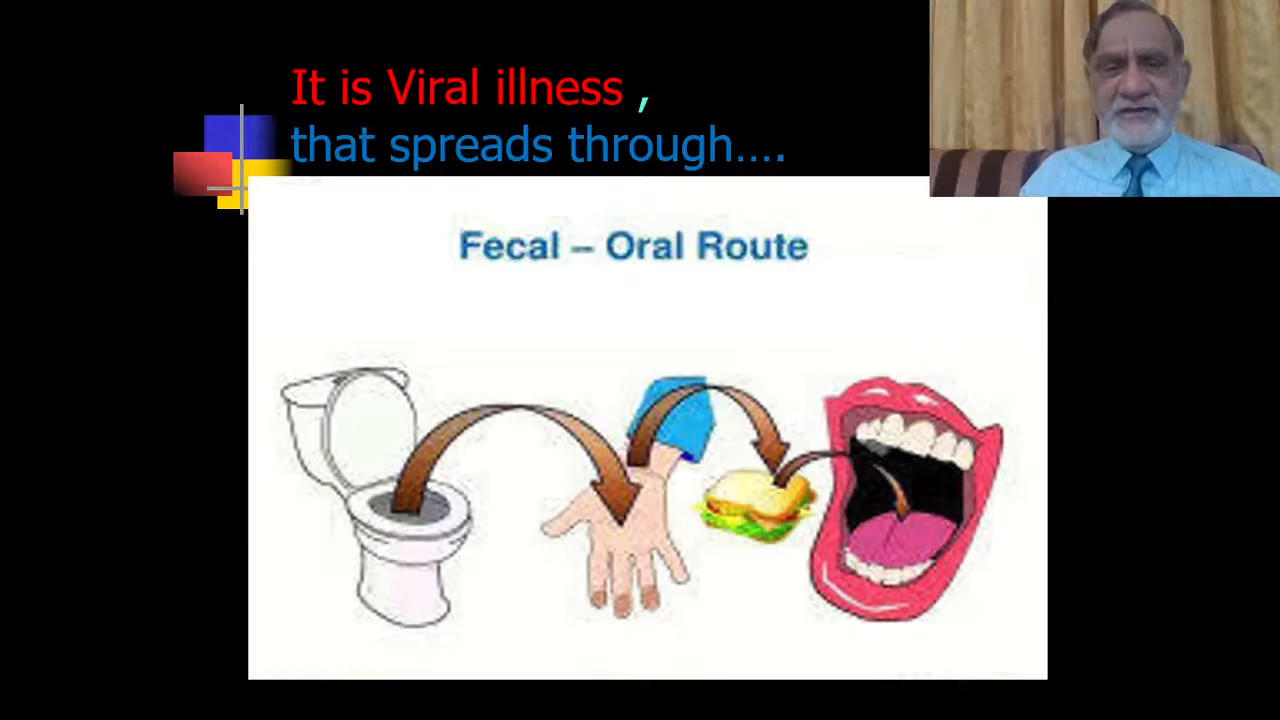 It is Viral illness ,
that spreads through....
Fecal – Oral Route